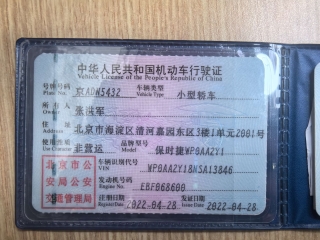 中华人民共和国机动车行驶证
Vehicle License of the People's Republic of China
号牌号码 京ADW5432 车辆类型 小型轿车
Plate No. Vehicle Type
所有人 张洪军
Owner
住址 北京市海淀区清河嘉园东区3楼1单元2001号
Address
使用性质 非营运 品牌型号 保时捷WP0AA2Y1
Use Character Model
北京市公安局公安交通管理局
车辆识别代号 WP0AA2Y18NSA13846
VIN
发动机号码 EBF068600
Engine No.
注册日期 2022-04-28 发证日期 2022-04-28
Register Date Issue Date